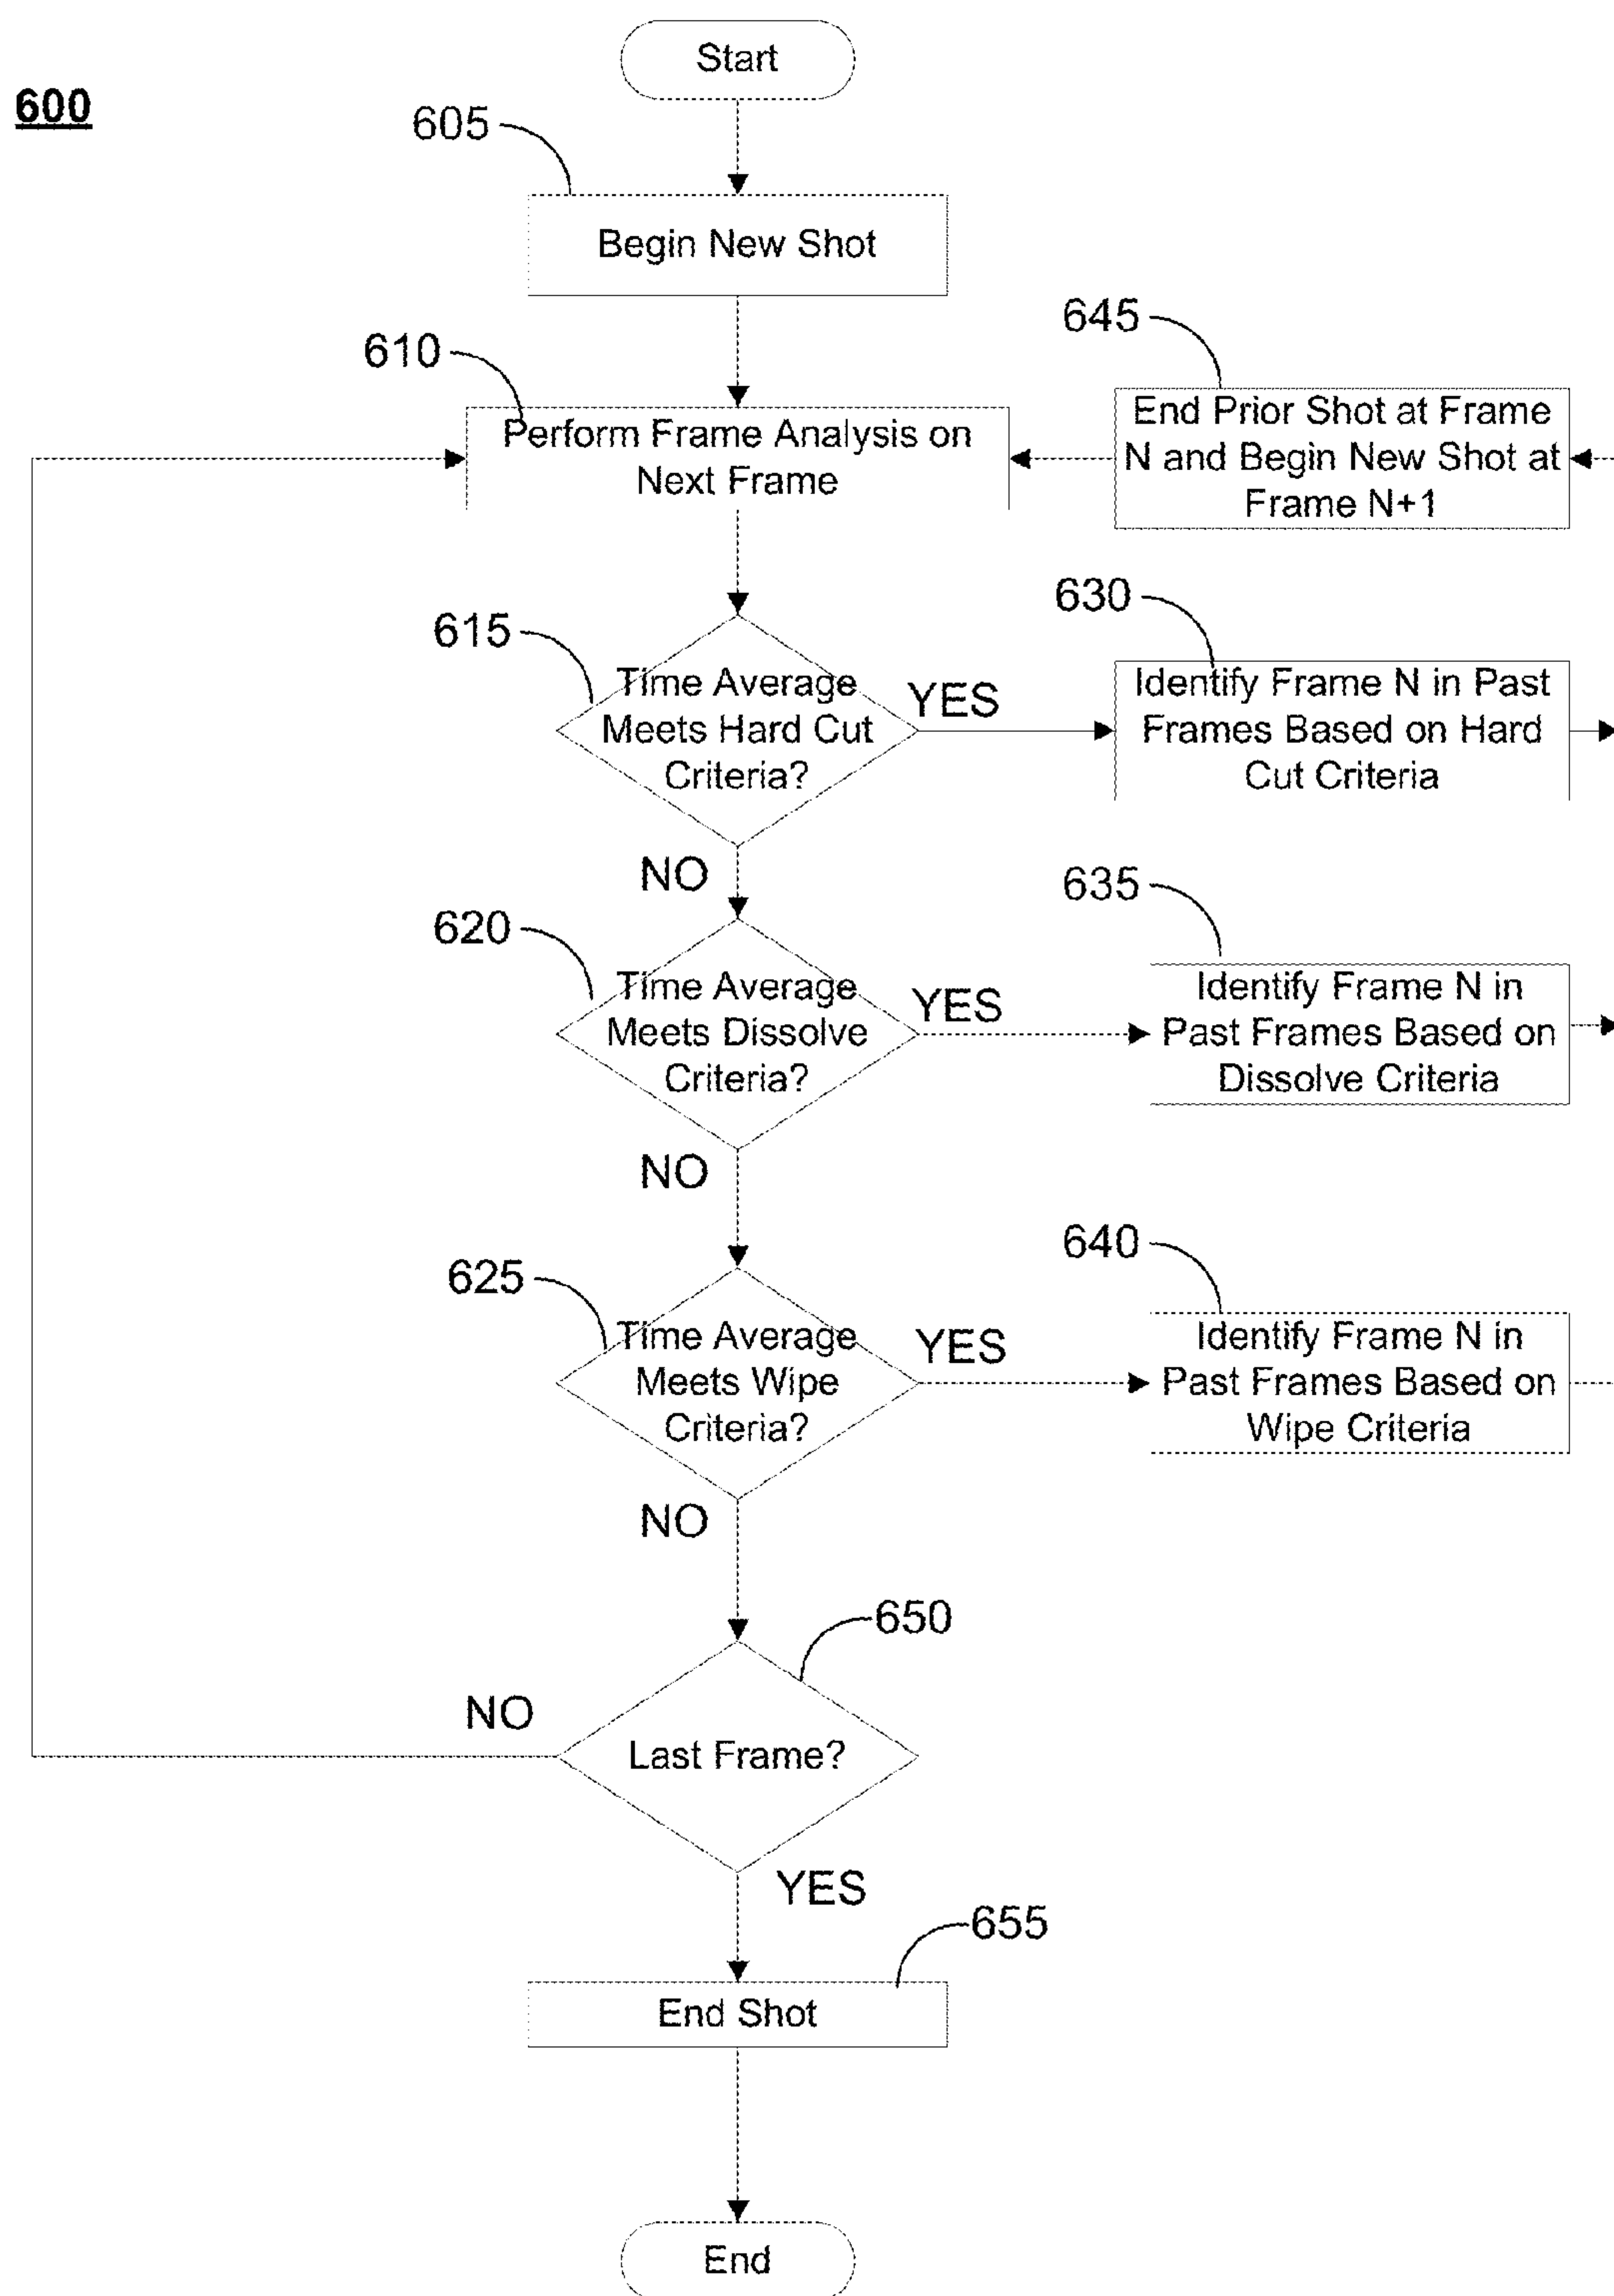 Start
600
605
Begin New Shot
645
610
End Prior Shot at Frame
N and Begin New Shot at
Frame N+1
Perform Frame Analysis on
Next Frame
630
615
Time Average
Meets Hard Cut
Criteria?
YES
Identify Frame N in Past
Frames Based on Hard
Cut Criteria
NO
635
620
Time Average
Meets Dissolve
Criteria?
YES
Identify Frame N in
Past Frames Based on
Dissolve Criteria
NO
640
625
Time Average
Meets Wipe
Criteria?
YES
Identify Frame N in
Past Frames Based on
Wipe Criteria
NO
650
NO
Last Frame?
YES
655
End Shot
End